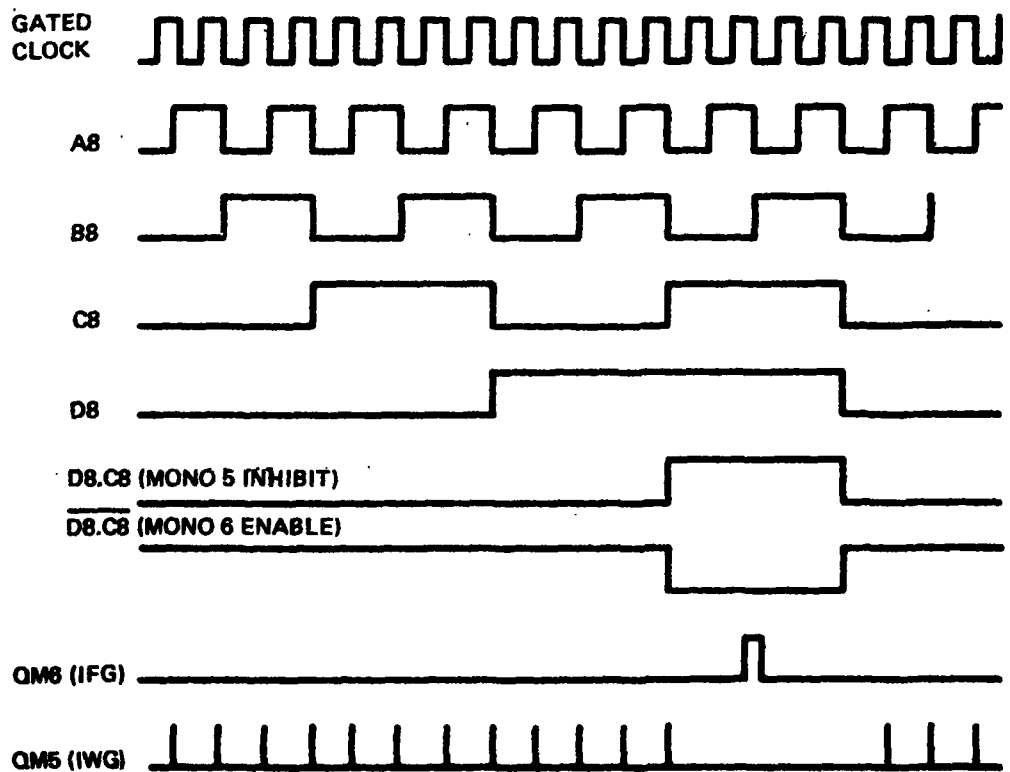 GATED
CLOCK
A8
B8
C8
D8
D8.C8 (MONO 5 INHIBIT)
D8.C8 (MONO 6 ENABLE)
QM6 (IFG)
QM5 (IWG)